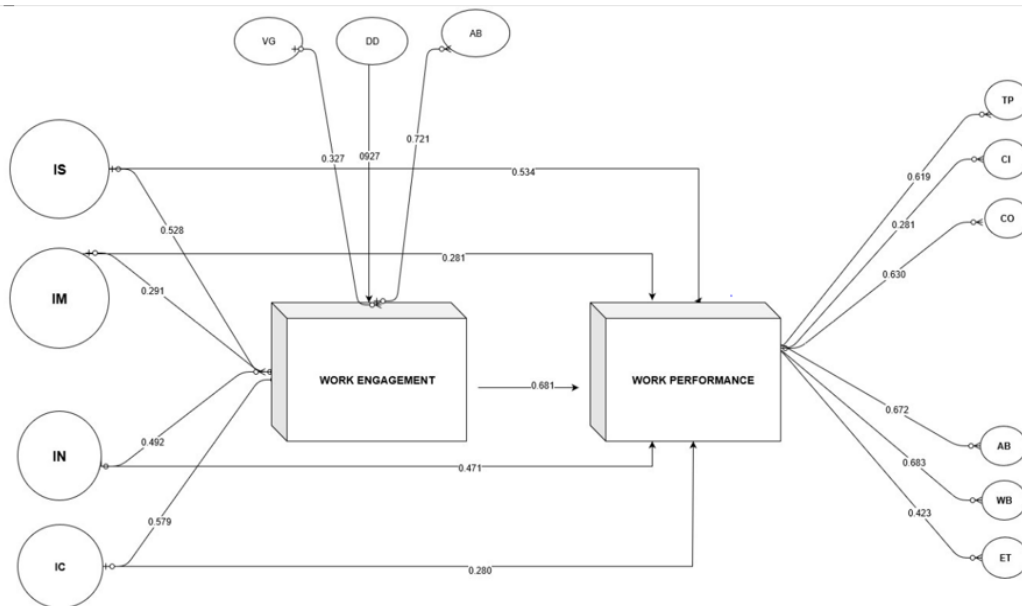 VG
DD
AB
TP
0.721
0.327
0927
CI
IS
0.534
0.619
CO
0.281
0.528
0.281
0.630
0.291
IM
WORK ENGAGEMENT
0.681
WORK PERFORMANCE
0.672
0.492
AB
IN
0.471
0.683
WB
0.423
0.579
ET
IC
0.280